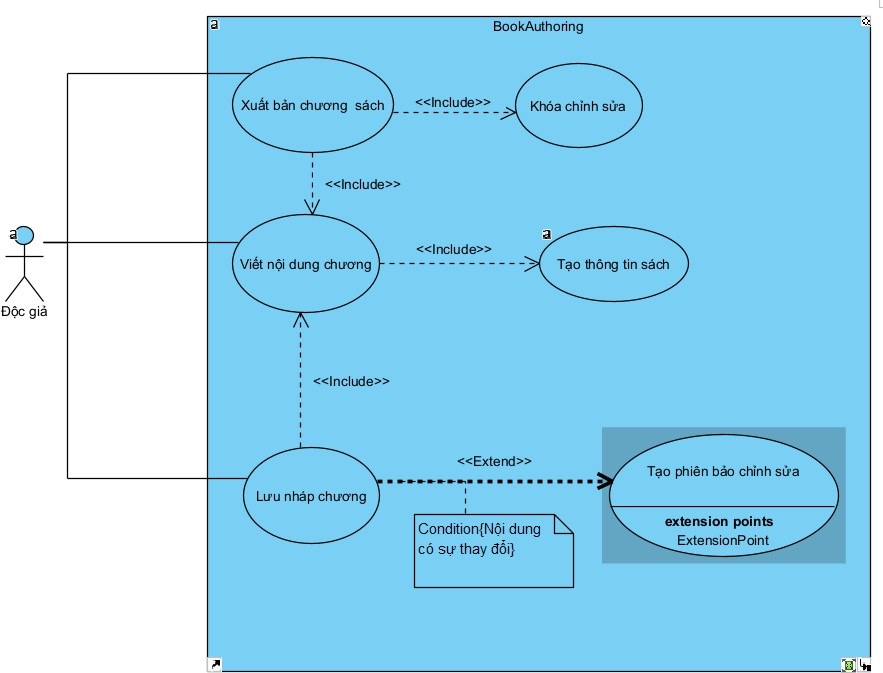 a
BookAuthoring
Xuất bản chương sách
<<Include>>
Khóa chỉnh sửa
<<Include>>
a
Độc giả
Viết nội dung chương
<<Include>>
a
Tạo thông tin sách
<<Include>>
Lưu nháp chương
<<Extend>>
Condition{Nội dung
có sự thay đổi}
Tạo phiên bảo chỉnh sửa
extension points
ExtensionPoint